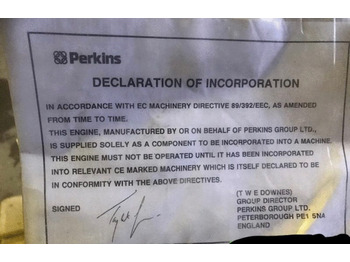 Perkins
DECLARATION OF INCORPORATION
IN ACCORDANCE WITH EC MACHINERY DIRECTIVE 89/392/EEC, AS AMENDED
FROM TIME TO TIME.
THIS ENGINE, MANUFACTURED BY OR ON BEHALF OF PERKINS GROUP LTD.,
IS SUPPLIED SOLELY AS A COMPONENT TO BE INCORPORATED INTO A MACHINE.
THIS ENGINE MUST NOT BE OPERATED UNTIL IT HAS BEEN INCORPORATED
INTO RELEVANT CE MARKED MACHINERY WHICH IS ITSELF DECLARED TO BE
IN CONFORMITY WITH THE ABOVE DIRECTIVES.
(T W E DOWNES)
GROUP DIRECTOR
SIGNED
PERKINS GROUP LTD.
PETERBOROUGH PE1 5NA
ENGLAND